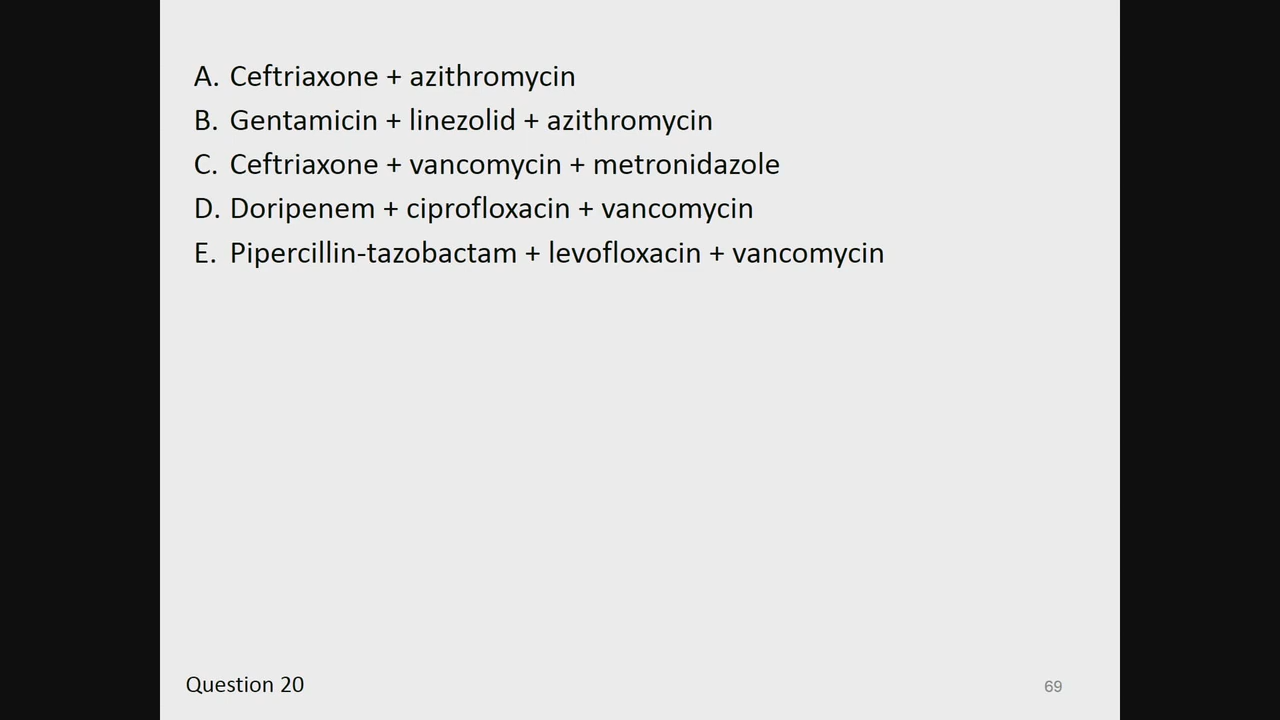 A. Ceftriaxone + azithromycin
B. Gentamicin + linezolid + azithromycin
C. Ceftriaxone + vancomycin + metronidazole
D. Doripenem + ciprofloxacin + vancomycin
E. Pipercillin-tazobactam + levofloxacin + vancomycin
Question 20
69